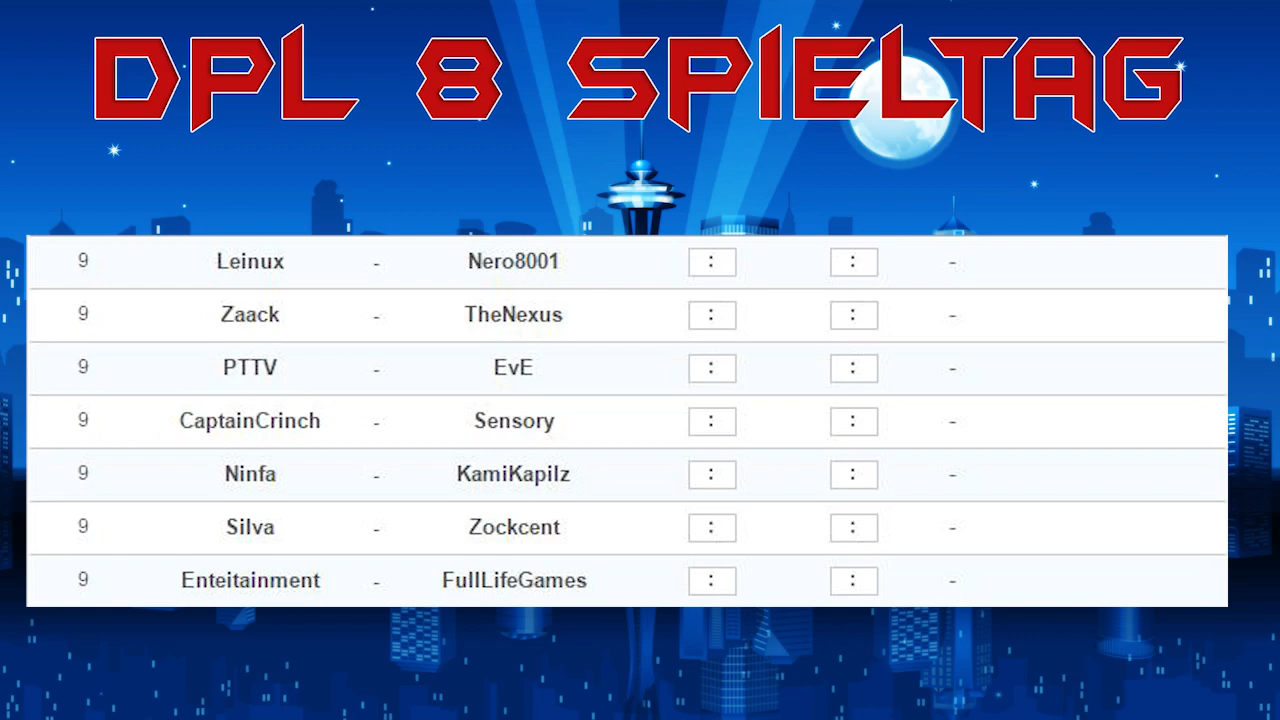 DPL 8 SPIELTAG
9 Leinux - Nero8001 : : -
9 Zaack - TheNexus : : -
9 PTTV - EvE : : -
9 CaptainCrinch - Sensory : : -
9 Ninfa - KamiKapilz : : -
9 Silva - Zockcent : : -
9 Enteitainment - FullLifeGames : : -